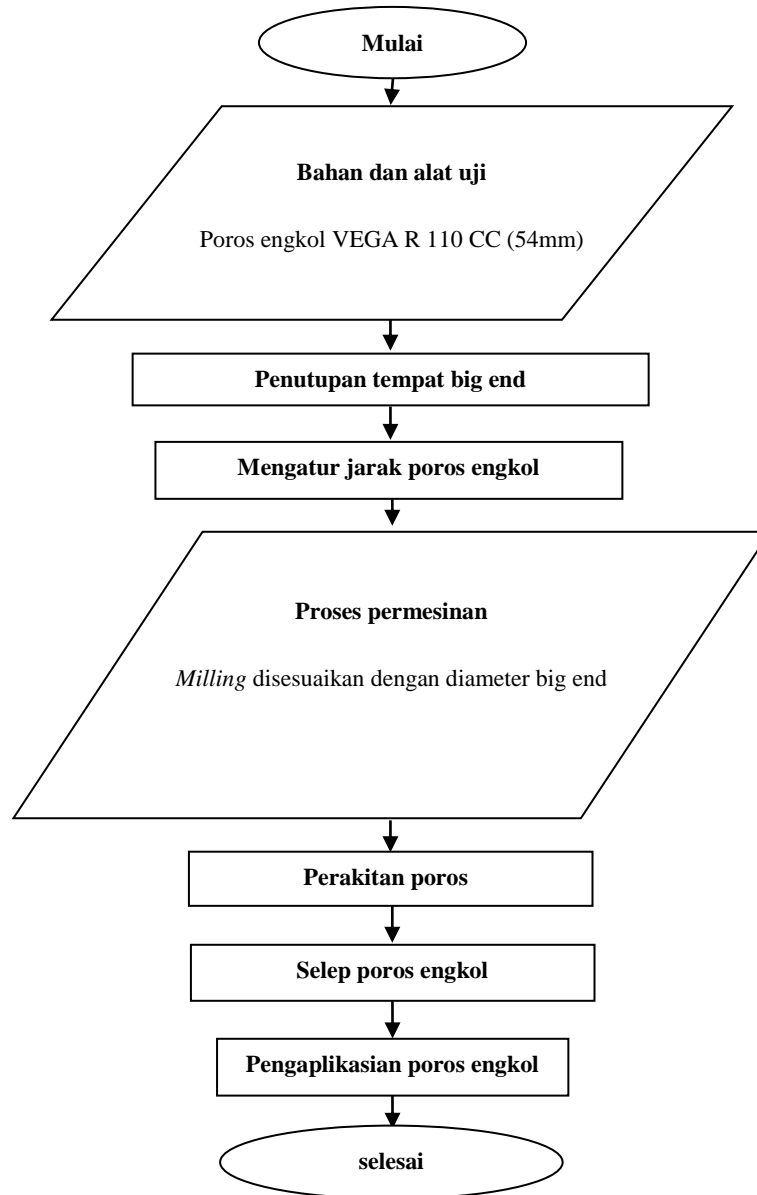 Mulai
Bahan dan alat uji
Poros engkol VEGA R 110 CC (54mm)
Penutupan tempat big end
Mengatur jarak poros engkol
Proses permesinan
Milling disesuaikan dengan diameter big end
Perakitan poros
Selep poros engkol
Pengaplikasian poros engkol
selesai